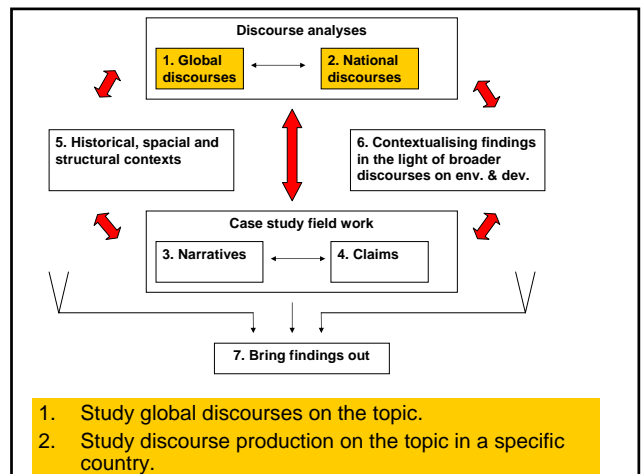 Discourse analyses
1. Global
discourses
2. National
discourses
5. Historical, spacial and
structural contexts
6. Contextualising findings
in the light of broader
discourses on env. & dev.
Case study field work
3. Narratives
4. Claims
7. Bring findings out
1. Study global discourses on the topic.
2. Study discourse production on the topic in a specific
country.